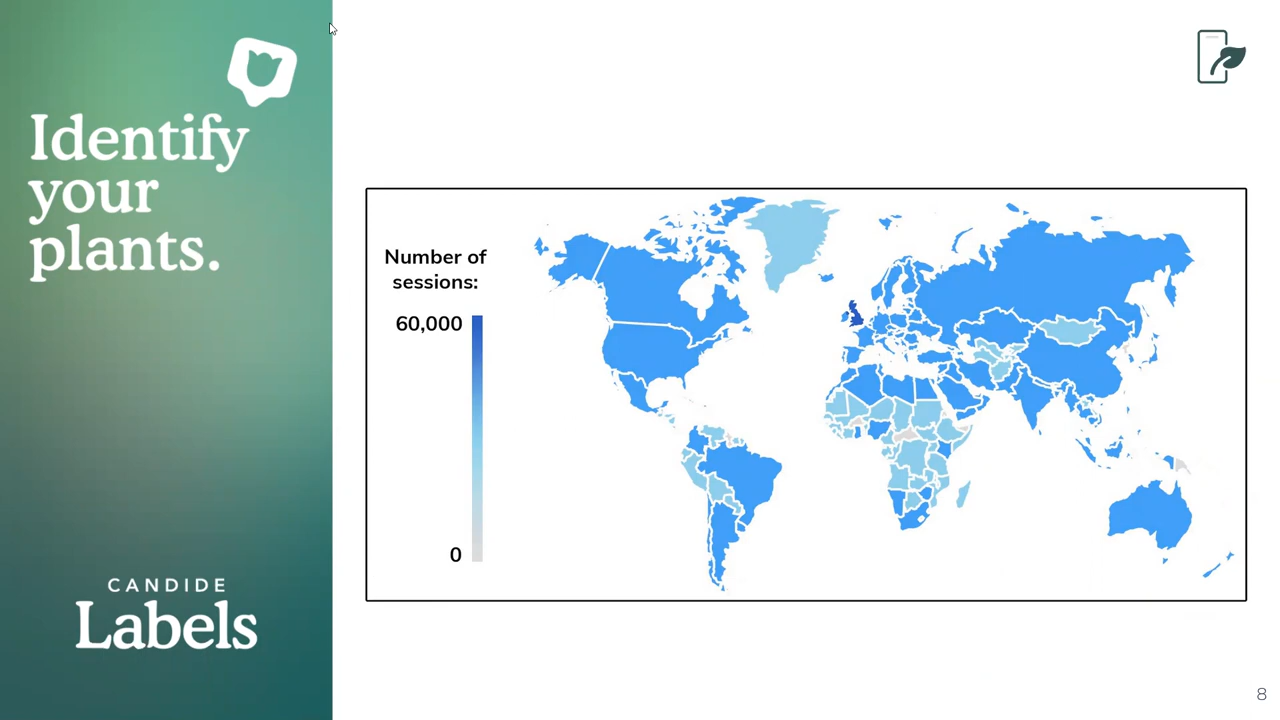 Identify
your
plants.
CANDIDE
Labels
Number of
sessions:
60,000
0
8